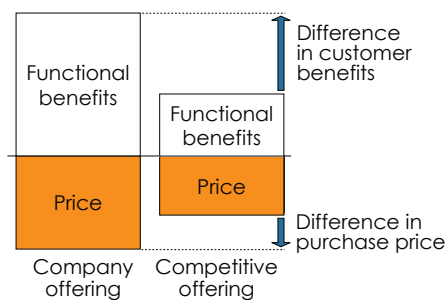 Functional
benefits
Price
Company
offering
Functional
benefits
Price
Competitive
offering
Difference
in customer
benefits
Difference in
purchase price